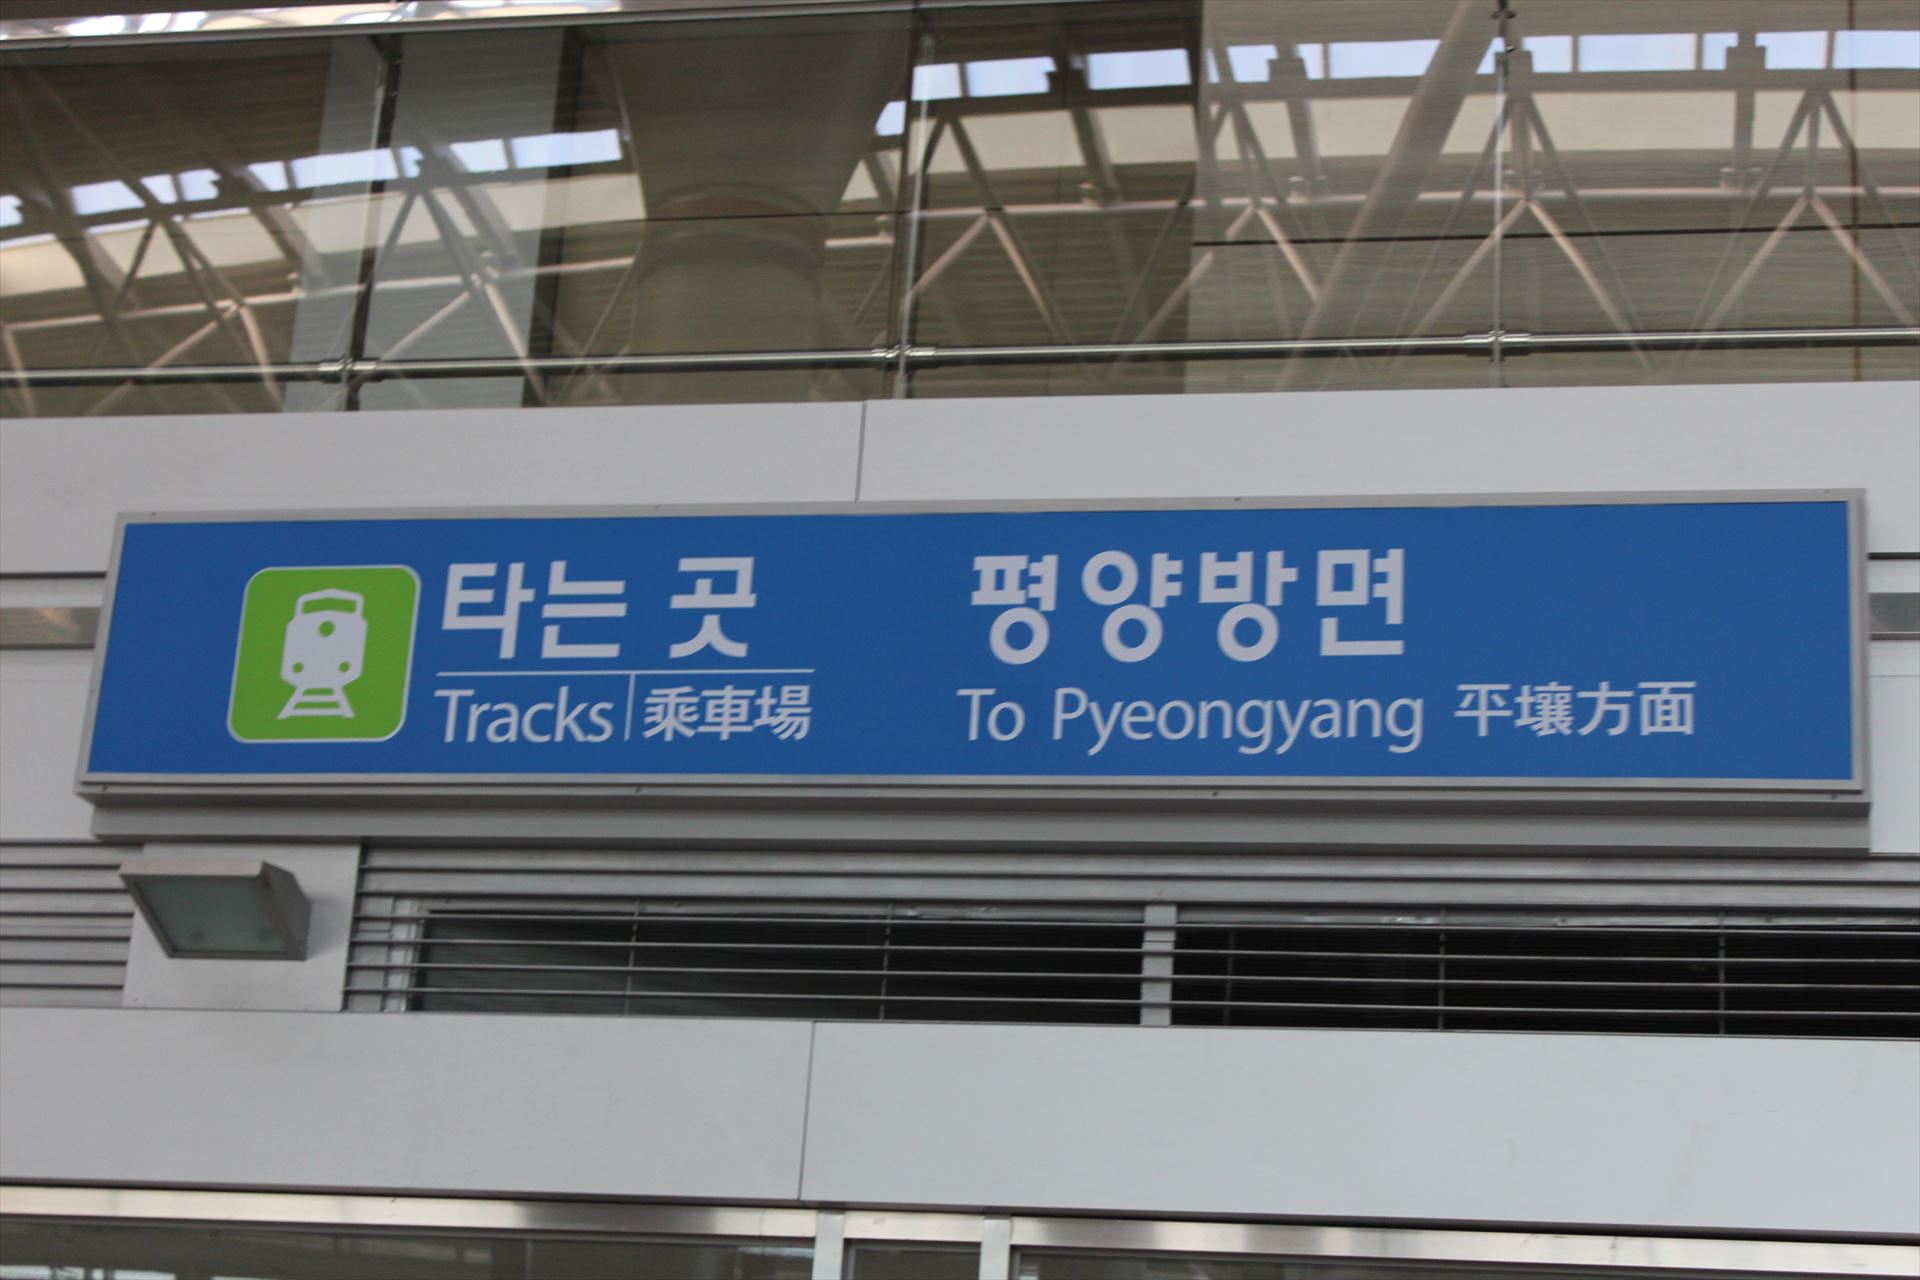 타는 곳
Tracks 乘車場
평양방면
To Pyeongyang 平壤方面